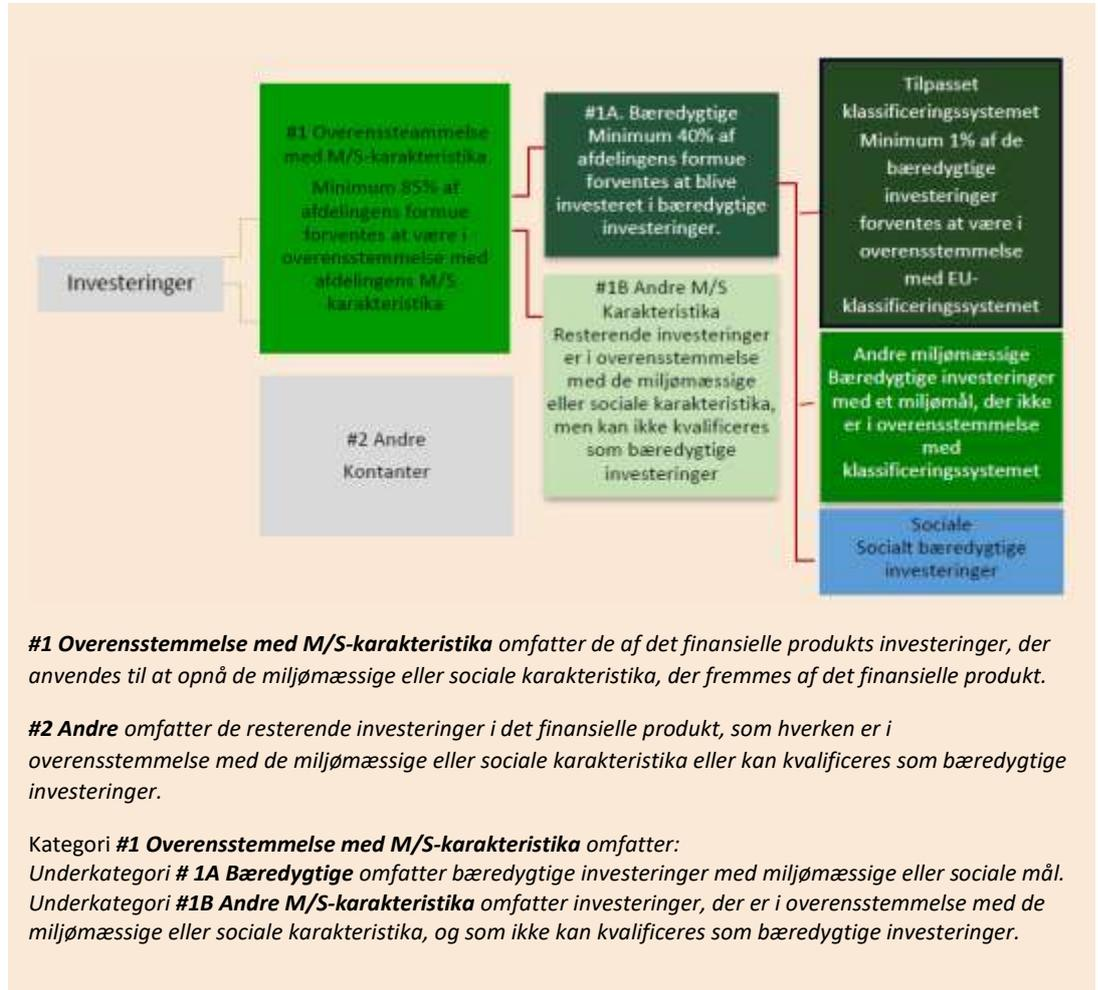 Investeringer
#1 Overenssteammelse
med M/S-karakteristika
Minimum 85% af
afdelingens formue
forventes at være i
overensstemmelse med
afdelingens M/S
karakteristika
#2 Andre
Kontanter
#1A. Bæredygtige
Minimum 40% af
afdelingens formue
forventes at blive
investeret i bæredygtige
investeringer.
#1B Andre M/S
Karakteristika
Resterende investeringer
er i overensstemmelse
med de miljømæssige
eller sociale karakteristika,
men kan ikke kvalificeres
som bæredygtige
investeringer
Tilpasset
klassificeringssystemet
Minimum 1% af de
bæredygtige
investeringer
forventes at være i
overensstemmelse
med EU-
klassificeringssystemet
Andre miljømæssige
Bæredygtige investeringer
med et miljømål, der ikke
er i overensstemmelse
med
klassificeringssystemet
Sociale
Socialt bæredygtige
investeringer
#1 Overensstemmelse med M/S-karakteristika omfatter de af det finansielle produkts investeringer, der
anvendes til at opnå de miljømæssige eller sociale karakteristika, der fremmes af det finansielle produkt.
#2 Andre omfatter de resterende investeringer i det finansielle produkt, som hverken er i
overensstemmelse med de miljømæssige eller sociale karakteristika eller kan kvalificeres som bæredygtige
investeringer.
Kategori #1 Overensstemmelse med M/S-karakteristika omfatter:
Underkategori # 1A Bæredygtige omfatter bæredygtige investeringer med miljømæssige eller sociale mål.
Underkategori #1B Andre M/S-karakteristika omfatter investeringer, der er i overensstemmelse med de
miljømæssige eller sociale karakteristika, og som ikke kan kvalificeres som bæredygtige investeringer.